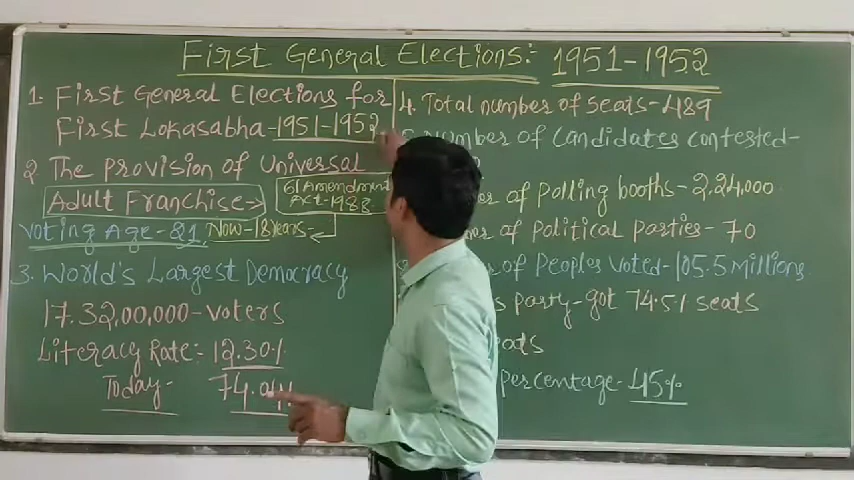 First General Elections:- 1951-1952
1. First General Elections for
First Lokasabha-1951-1952
2 The provision of Universal
Adult Franchise->
61 Amendment
Act-1988
Voting Age-21. Now-18 Years
3. World's Largest Democracy
17.32,00,000-voters
Literacy Rate:- 12.30%
Today- 74.04%
4. Total number of Seats-489
Number of Candidates contested-
of Polling booths-2,24,000
of Political parties-70
of Peoples Voted-105.5 Millions
party-got 74.5% seats
percentage-45%